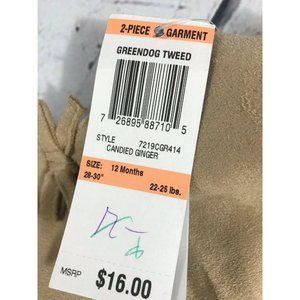 2-PIECE GARMENT
GREENDOG TWEED
7 26895 88710 5
STYLE 7219CGR414
CANDIED GINGER
SIZE: 12 Months
28-30" 22-25 lbs.
MSRP $16.00